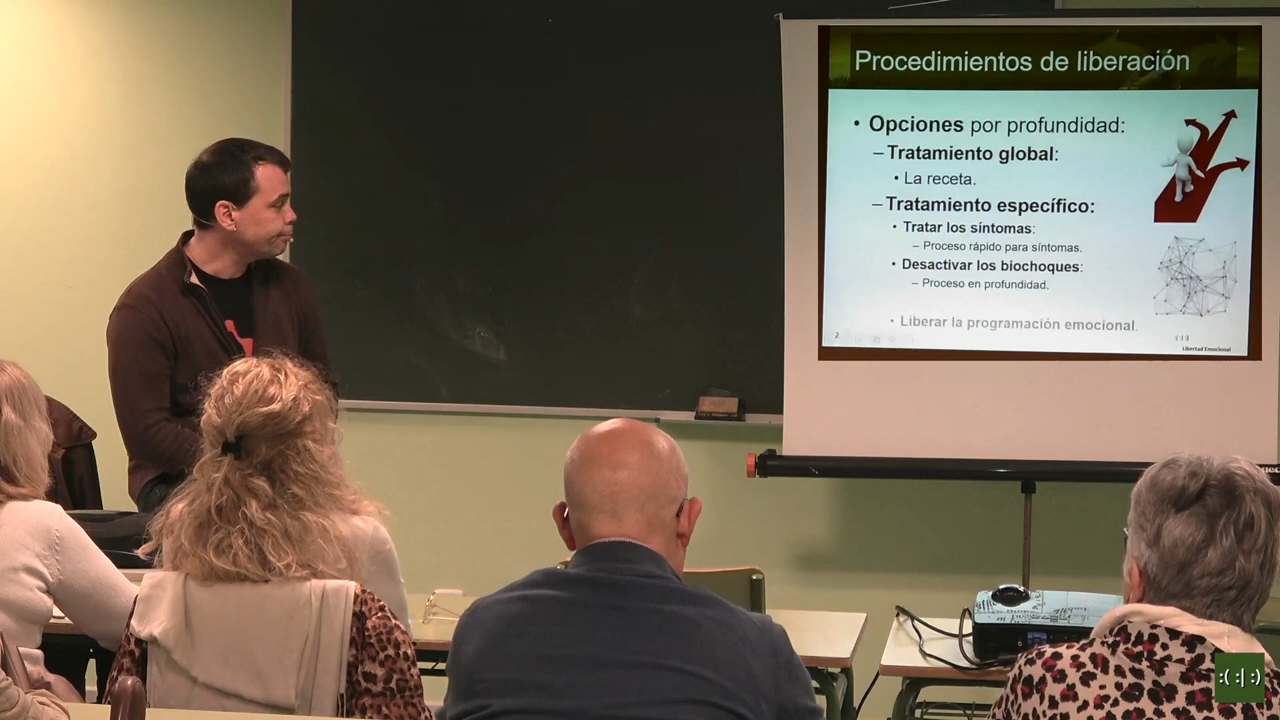 Procedimientos de liberación
• Opciones por profundidad:
– Tratamiento global:
• La receta.
– Tratamiento específico:
• Tratar los síntomas:
– Proceso rápido para síntomas.
• Desactivar los biochoques:
– Proceso en profundidad.
• Liberar la programación emocional.
2
Libertad Emocional
:( :| :)